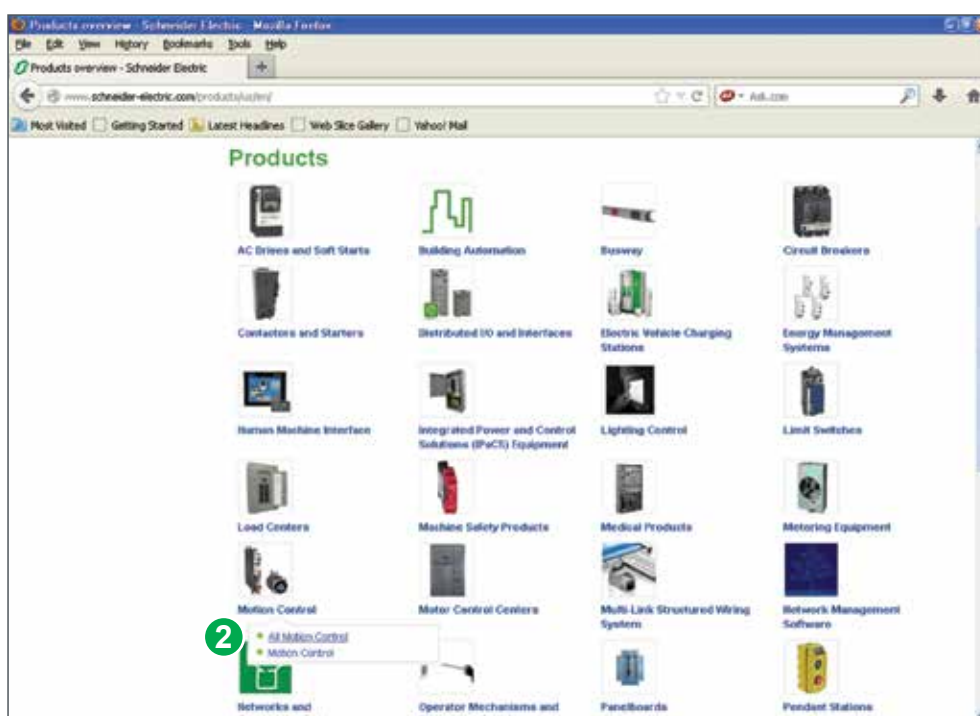 Products overview - Schneider Electric - Mozilla Firefox
File Edit View History Bookmarks Tools Help
Products overview - Schneider Electric +
www.schneider-electric.com/products/us/en/
Ask.com
Most Visited Getting Started Latest Headlines Web Slice Gallery Yahoo! Mail
Products
AC Drives and Soft Starts
Building Automation
Busway
Circuit Breakers
Contactors and Starters
Distributed I/O and Interfaces
Electric Vehicle Charging
Stations
Energy Management
Systems
Human Machine Interface
Integrated Power and Control
Solutions (IPaCS) Equipment
Lighting Control
Limit Switches
Load Centers
Machine Safety Products
Medical Products
Metering Equipment
Motion Control
Motor Control Centers
Multi-Link Structured Wiring
System
Network Management
Software
2
All Motion Control
Motion Control
Networks and
Operator Mechanisms and
Panelboards
Pendant Stations